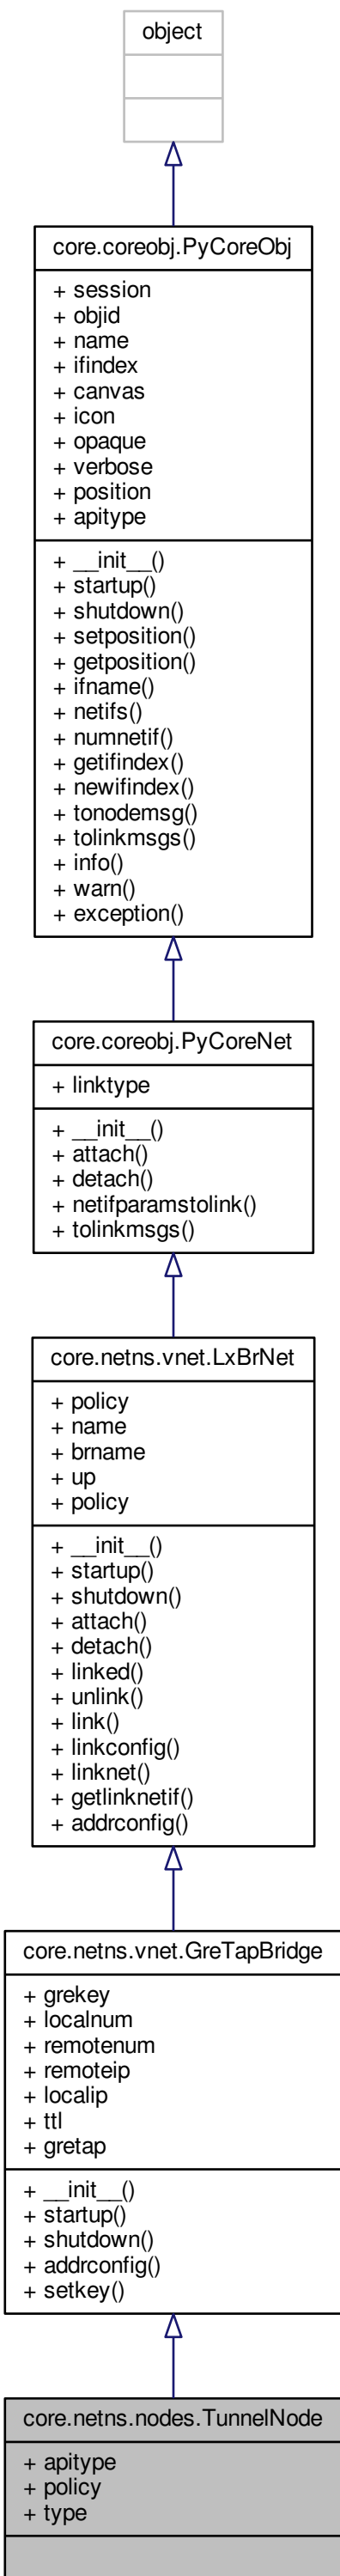 object
core.coreobj.PyCoreObj
+ session
+ objid
+ name
+ ifindex
+ canvas
+ icon
+ opaque
+ verbose
+ position
+ apitype
+ __init__()
+ startup()
+ shutdown()
+ setposition()
+ getposition()
+ ifname()
+ netifs()
+ numnetif()
+ getifindex()
+ newifindex()
+ tonodemsg()
+ tolinkmsgs()
+ info()
+ warn()
+ exception()
core.coreobj.PyCoreNet
+ linktype
+ __init__()
+ attach()
+ detach()
+ netifparamstolink()
+ tolinkmsgs()
core.netns.vnet.LxBrNet
+ policy
+ name
+ brname
+ up
+ policy
+ __init__()
+ startup()
+ shutdown()
+ attach()
+ detach()
+ linked()
+ unlink()
+ link()
+ linkconfig()
+ linknet()
+ getlinknetif()
+ addrconfig()
core.netns.vnet.GreTapBridge
+ grekey
+ localnum
+ remotenum
+ remoteip
+ localip
+ ttl
+ gretap
+ __init__()
+ startup()
+ shutdown()
+ addrconfig()
+ setkey()
core.netns.nodes.TunnelNode
+ apitype
+ policy
+ type